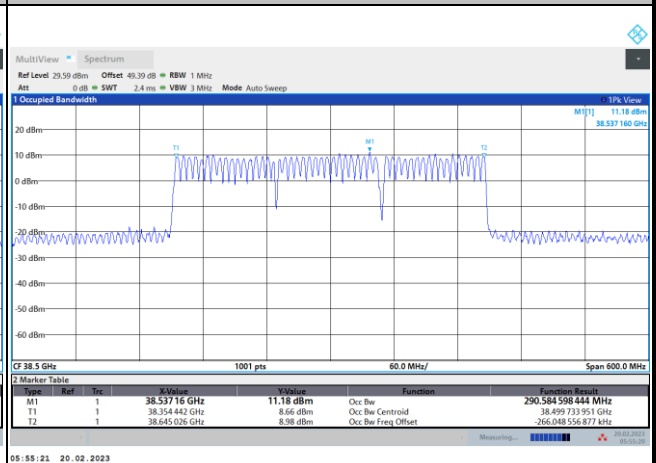 MultiView Spectrum
Ref Level 29.59 dBm Offset 49.39 dB RBW 1 MHz
Att 0 dB SWT 2.4 ms VBW 3 MHz Mode Auto Sweep
1 Occupied Bandwidth 1Pk View
M1[1] 11.18 dBm
38.537 160 GHz
20 dBm
M1
T1 T2
10 dBm
0 dBm
-10 dBm
-20 dBm
-30 dBm
-40 dBm
-50 dBm
-60 dBm
CF 38.5 GHz 1001 pts 60.0 MHz/ Span 600.0 MHz
2 Marker Table
Type Ref Trc X-Value Y-Value Function Function Result
M1 1 38.537 16 GHz 11.18 dBm Occ Bw 290.584 598 444 MHz
T1 1 38.354 442 GHz 8.66 dBm Occ Bw Centroid 38.499 733 951 GHz
T2 1 38.645 026 GHz 8.98 dBm Occ Bw Freq Offset -266.048 556 877 kHz
Measuring... 20.02.2023
05:55:20
05:55:21 20.02.2023